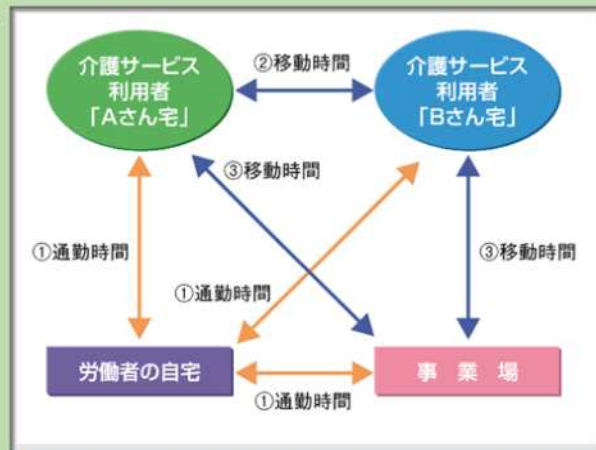 介護サービス
利用者
「Aさん宅」
②移動時間
介護サービス
利用者
「Bさん宅」
③移動時間
①通勤時間
③移動時間
①通勤時間
労働者の自宅
事 業 場
①通勤時間